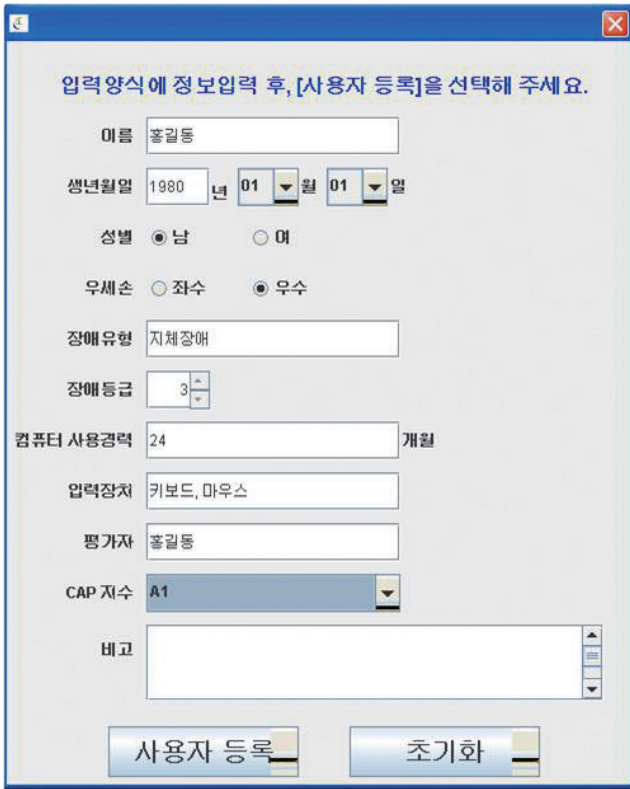 입력양식에 정보입력 후, [사용자 등록]을 선택해 주세요.
이름 홍길동
생년월일 1980 년 01 월 01 일
성별 남 여
우세손 좌수 우수
장애유형 지체장애
장애등급 3
컴퓨터 사용경력 24 개월
입력장치 키보드, 마우스
평가자 홍길동
CAP 지수 A1
비고
사용자 등록 초기화